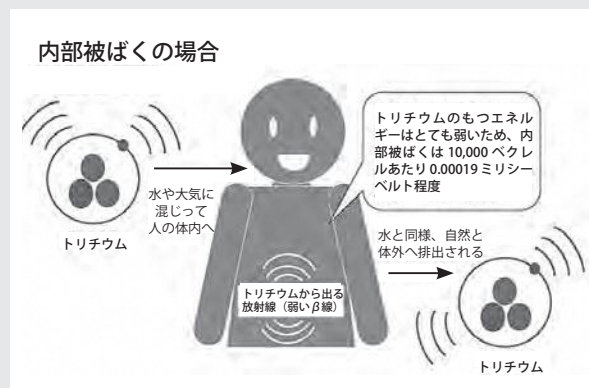 内部被ばくの場合
トリチウムのもつエネル
ギーはとても弱いため、内
部被ばくは 10,000 ベクレ
ルあたり 0.00019 ミリシー
ベルト程度
水や大気に
混じって
人の体内へ
トリチウム
水と同様、自然と
体外へ排出される
トリチウムから出る
放射線（弱いβ線）
トリチウム